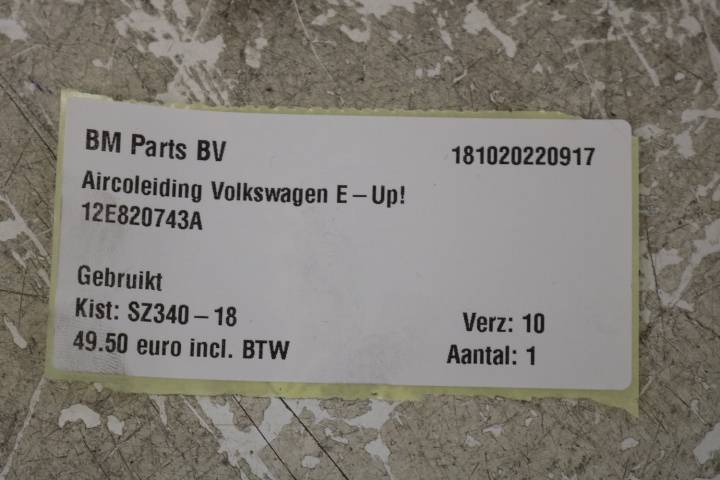 BM Parts BV 181020220917
Aircoleiding Volkswagen E-Up!
12E820743A
Gebruikt
Kist: SZ340-18 Verz: 10
49.50 euro incl. BTW Aantal: 1